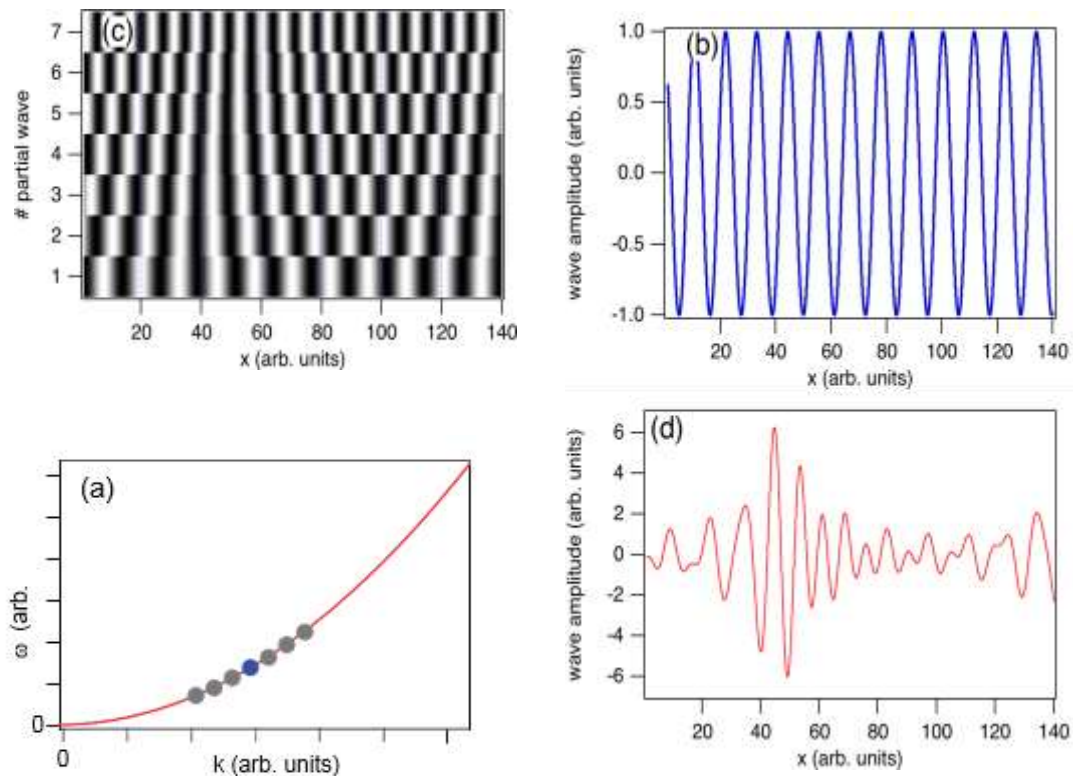 (c)
7
6
5
4
3
2
1
# partial wave
20 40 60 80 100 120 140
x (arb. units)
(b)
1.0
0.5
0.0
-0.5
-1.0
wave amplitude (arb. units)
20 40 60 80 100 120 140
x (arb. units)
(a)
ω (arb.
0
0
k (arb. units)
(d)
6
4
2
0
-2
-4
-6
wave amplitude (arb. units)
20 40 60 80 100 120 140
x (arb. units)